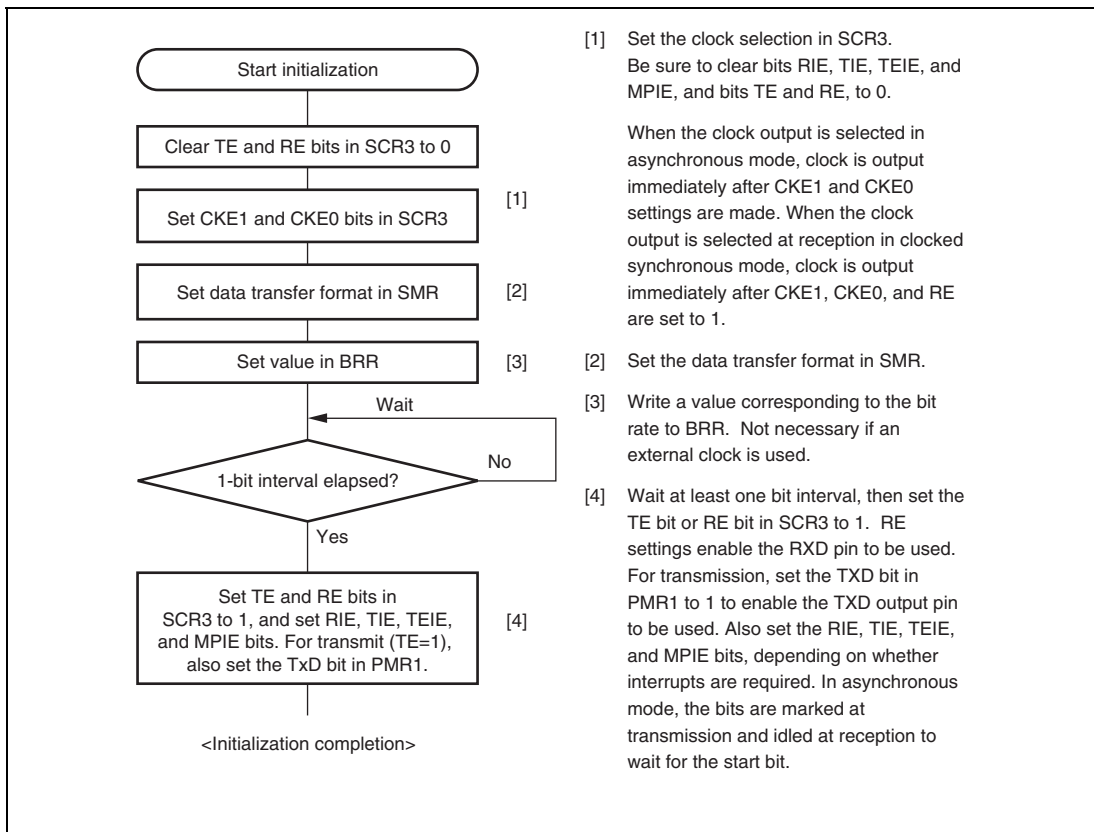 Start initialization
Clear TE and RE bits in SCR3 to 0
Set CKE1 and CKE0 bits in SCR3
[1]
Set data transfer format in SMR
[2]
Set value in BRR
[3]
Wait
No
1-bit interval elapsed?
Yes
Set TE and RE bits in
SCR3 to 1, and set RIE, TIE, TEIE,
and MPIE bits. For transmit (TE=1),
also set the TxD bit in PMR1.
[4]
<Initialization completion>
[1] Set the clock selection in SCR3.
Be sure to clear bits RIE, TIE, TEIE, and
MPIE, and bits TE and RE, to 0.
When the clock output is selected in
asynchronous mode, clock is output
immediately after CKE1 and CKE0
settings are made. When the clock
output is selected at reception in clocked
synchronous mode, clock is output
immediately after CKE1, CKE0, and RE
are set to 1.
[2] Set the data transfer format in SMR.
[3] Write a value corresponding to the bit
rate to BRR. Not necessary if an
external clock is used.
[4] Wait at least one bit interval, then set the
TE bit or RE bit in SCR3 to 1. RE
settings enable the RXD pin to be used.
For transmission, set the TXD bit in
PMR1 to 1 to enable the TXD output pin
to be used. Also set the RIE, TIE, TEIE,
and MPIE bits, depending on whether
interrupts are required. In asynchronous
mode, the bits are marked at
transmission and idled at reception to
wait for the start bit.